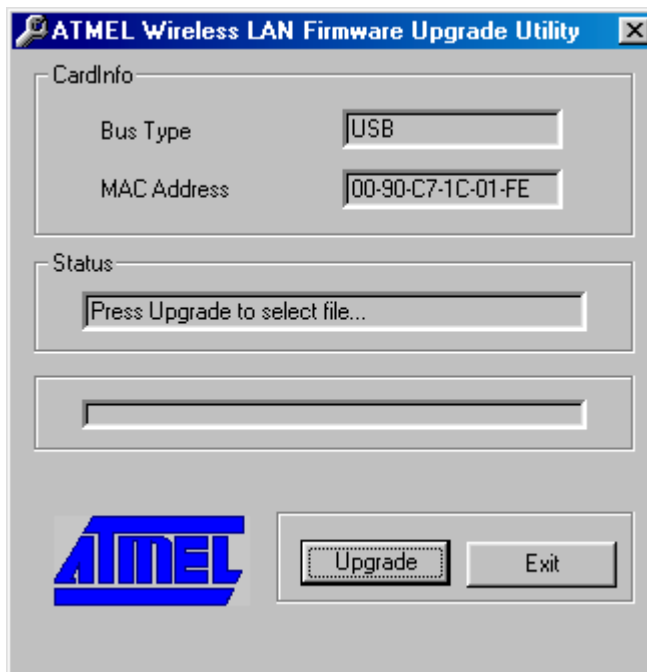 ATMEL Wireless LAN Firmware Upgrade Utility
CardInfo
Bus Type
USB
MAC Address
00-90-C7-1C-01-FE
Status
Press Upgrade to select file...
ATMEL
Upgrade
Exit